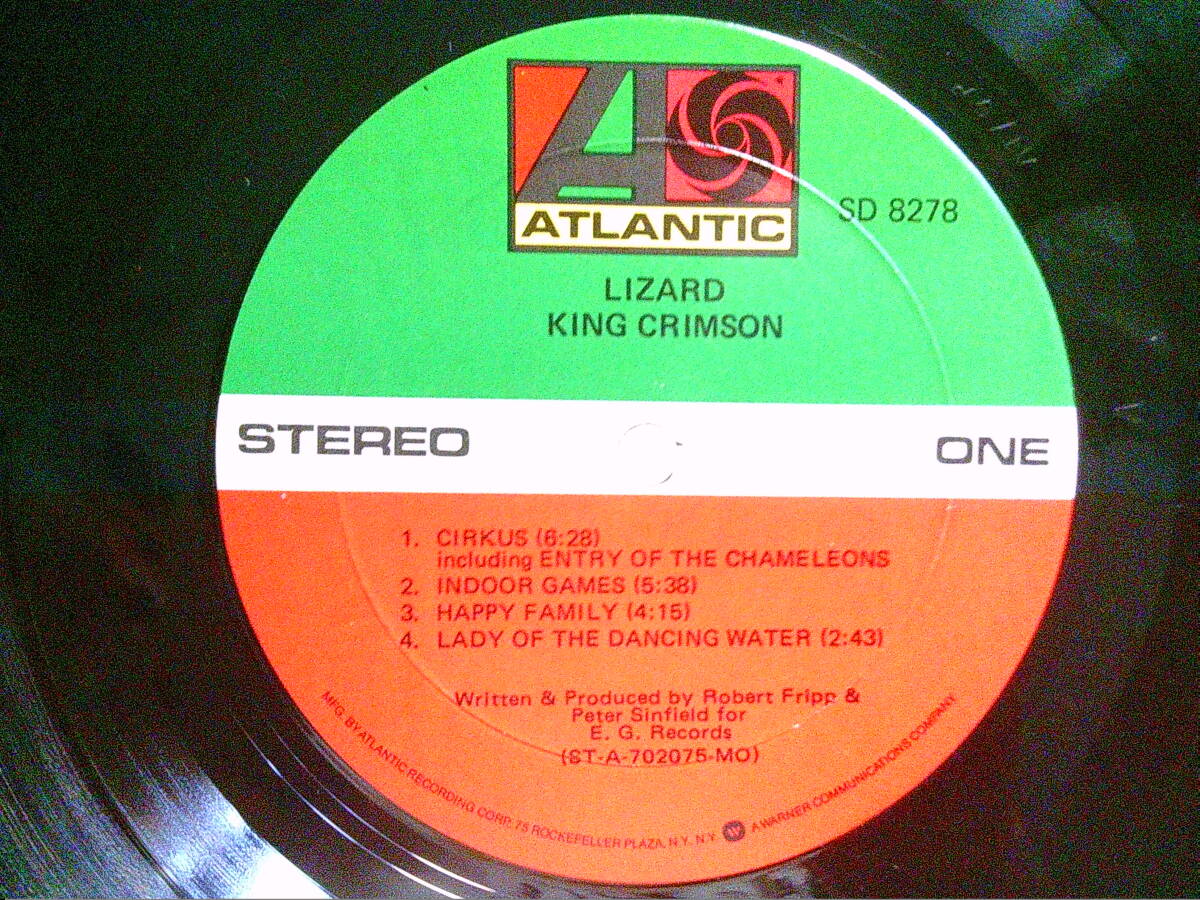 ATLANTIC
SD 8278
LIZARD
KING CRIMSON
STEREO
ONE
1. CIRKUS (6:28)
including ENTRY OF THE CHAMELEONS
2. INDOOR GAMES (5:38)
3. HAPPY FAMILY (4:15)
4. LADY OF THE DANCING WATER (2:43)
Written & Produced by Robert Fripp &
Peter Sinfield for
E. G. Records
(ST-A-702075-MO)
MFG. BY ATLANTIC RECORDING CORP. 75 ROCKEFELLER PLAZA, N.Y. N.Y. A WARNER COMMUNICATIONS COMPANY